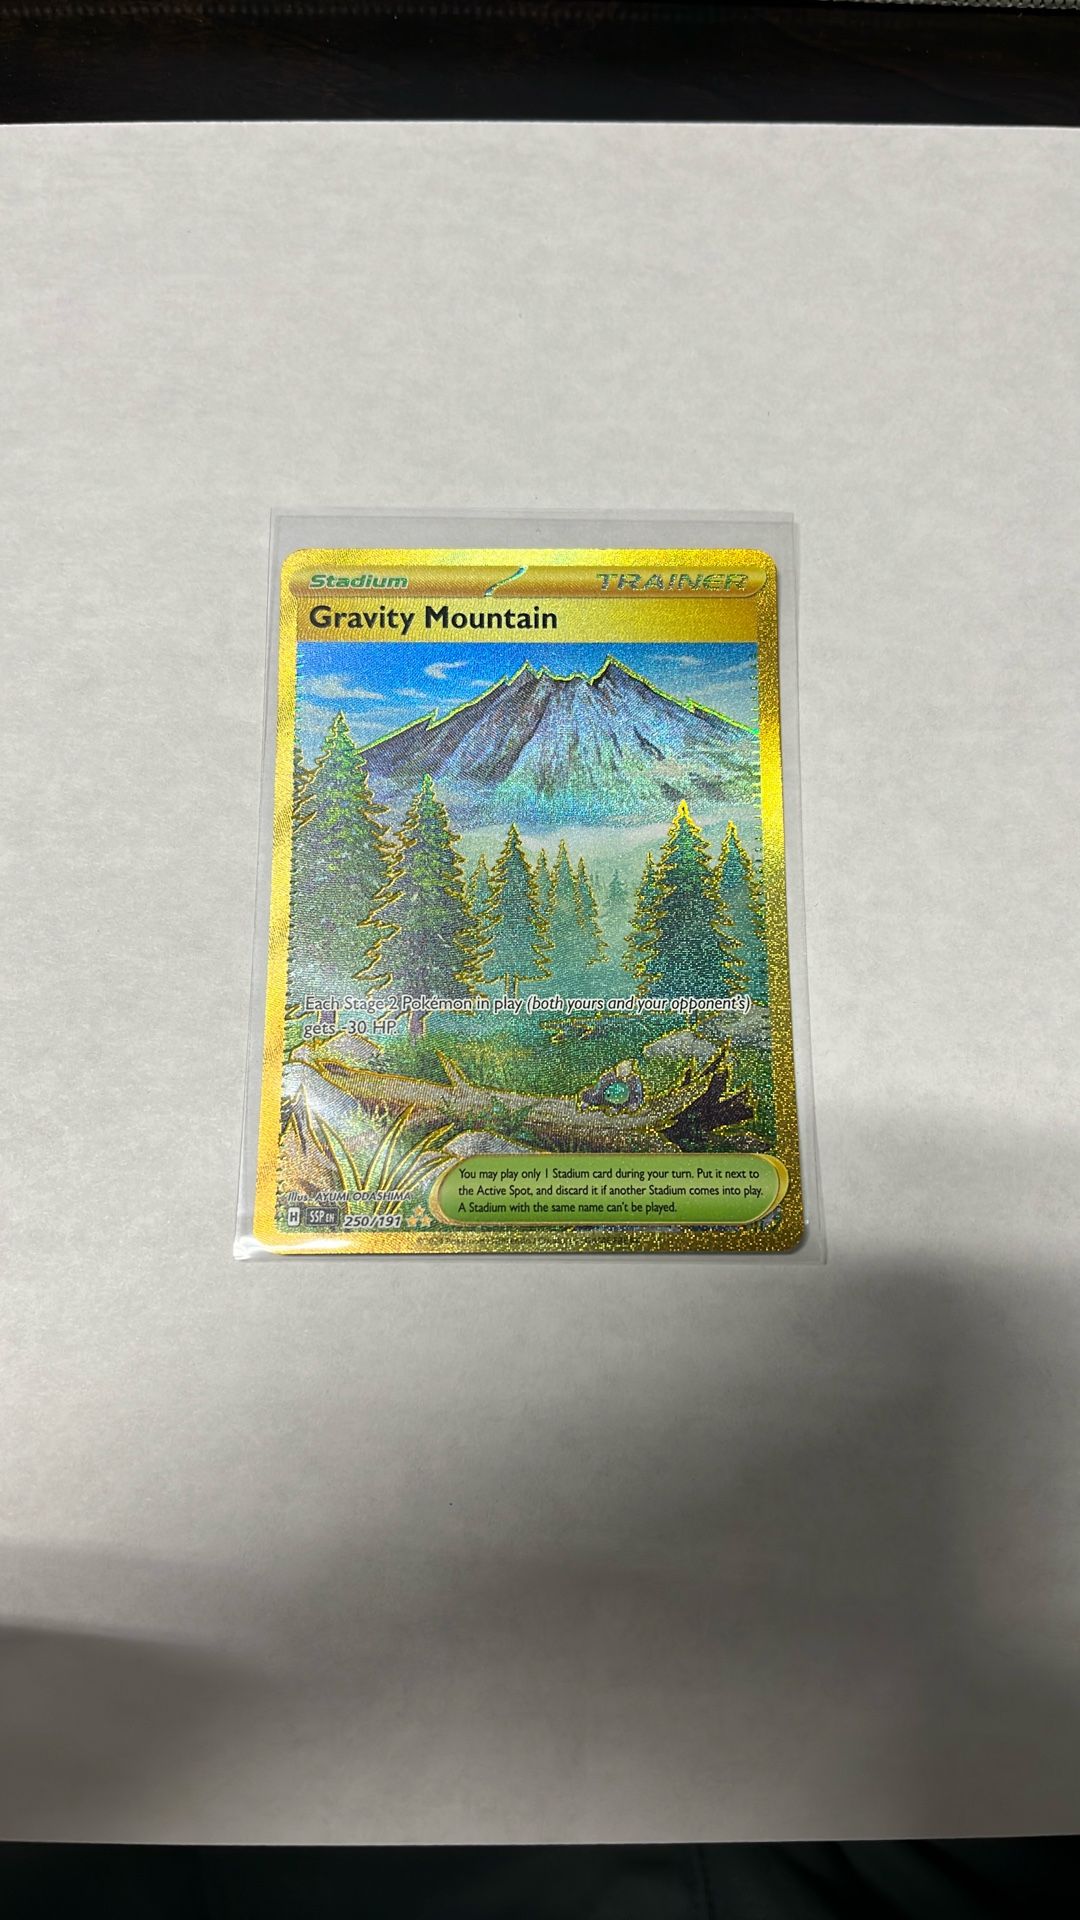 Stadium TRAINER
Gravity Mountain
Each Stage 2 Pokémon in play (both yours and your opponent's)
gets -30 HP.
You may play only 1 Stadium card during your turn. Put it next to
the Active Spot, and discard it if another Stadium comes into play.
A Stadium with the same name can't be played.
Illus. AYUMI ODASHIMA
H SSP EN 250/191